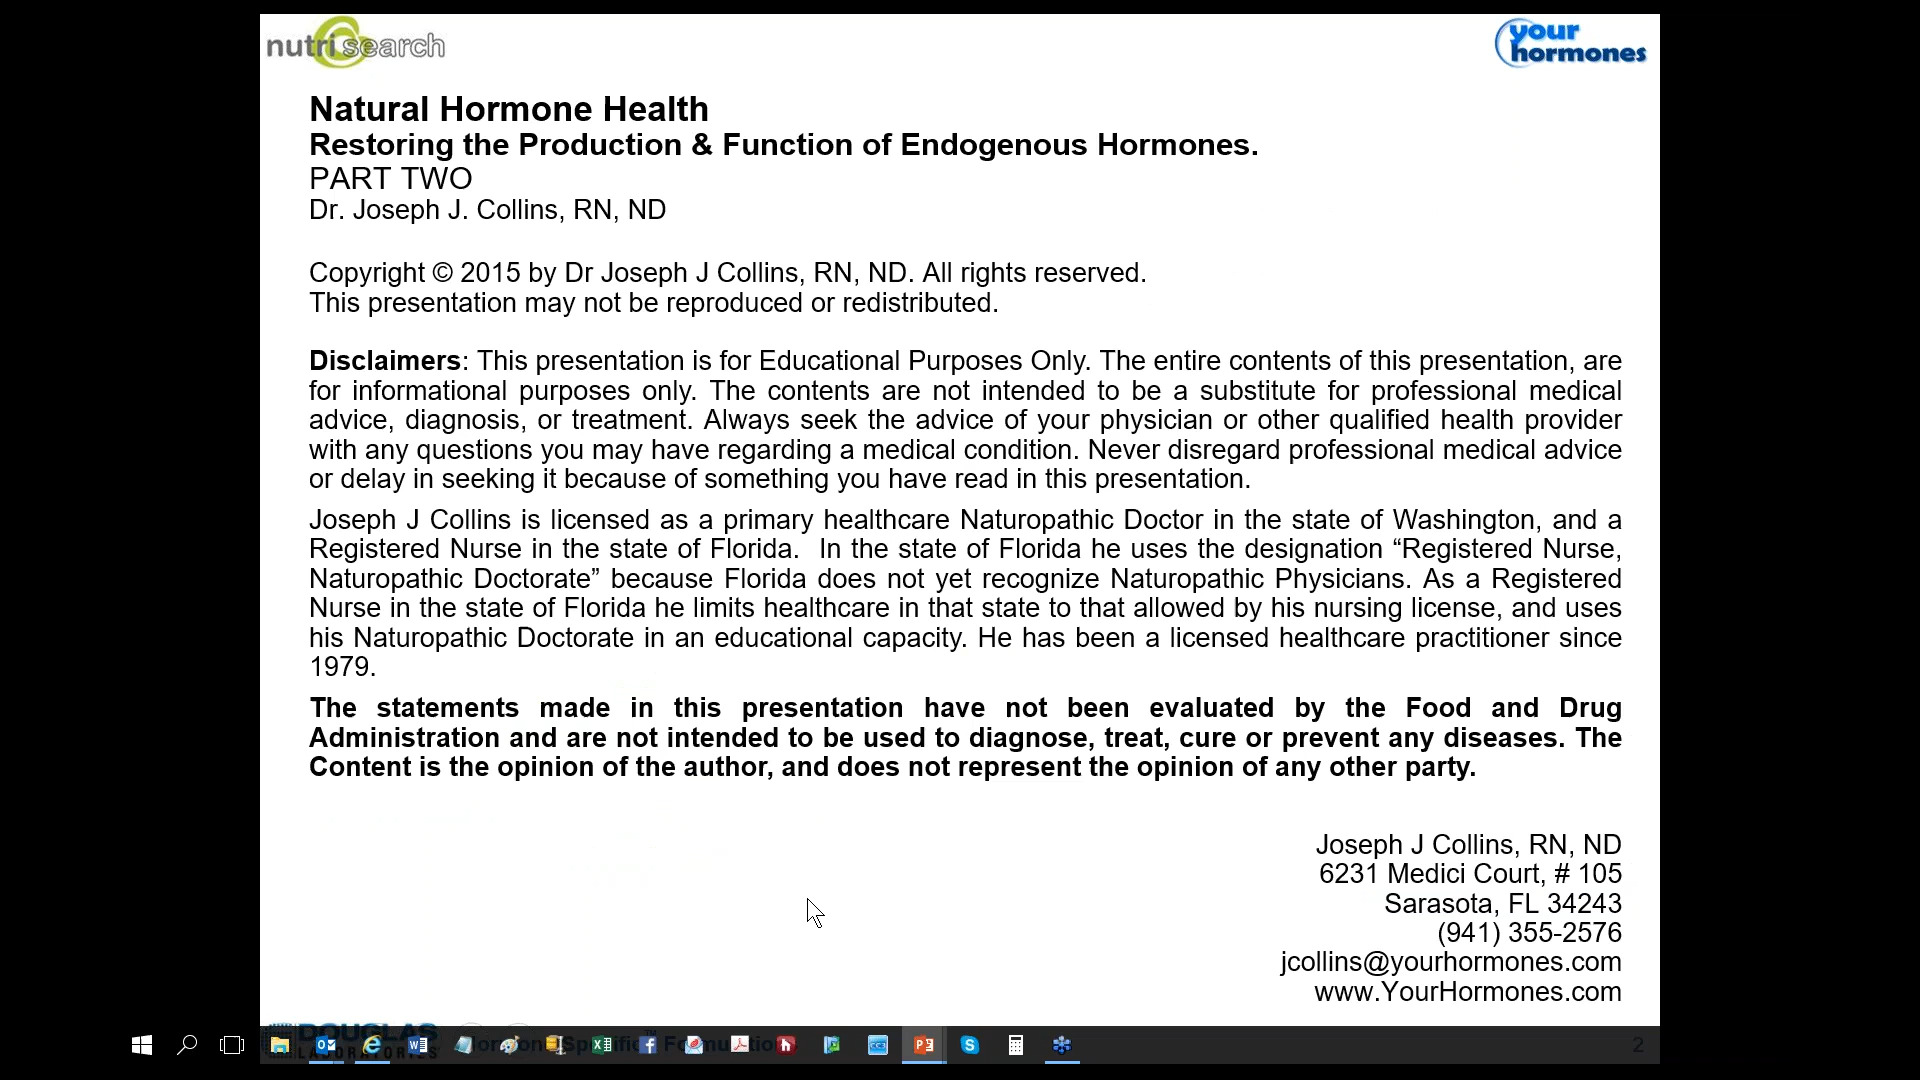 nutrisearch
your
hormones
Natural Hormone Health
Restoring the Production & Function of Endogenous Hormones.
PART TWO
Dr. Joseph J. Collins, RN, ND
Copyright © 2015 by Dr Joseph J Collins, RN, ND. All rights reserved.
This presentation may not be reproduced or redistributed.
Disclaimers: This presentation is for Educational Purposes Only. The entire contents of this presentation, are
for informational purposes only. The contents are not intended to be a substitute for professional medical
advice, diagnosis, or treatment. Always seek the advice of your physician or other qualified health provider
with any questions you may have regarding a medical condition. Never disregard professional medical advice
or delay in seeking it because of something you have read in this presentation.
Joseph J Collins is licensed as a primary healthcare Naturopathic Doctor in the state of Washington, and a
Registered Nurse in the state of Florida.  In the state of Florida he uses the designation “Registered Nurse,
Naturopathic Doctorate” because Florida does not yet recognize Naturopathic Physicians. As a Registered
Nurse in the state of Florida he limits healthcare in that state to that allowed by his nursing license, and uses
his Naturopathic Doctorate in an educational capacity. He has been a licensed healthcare practitioner since
1979.
The statements made in this presentation have not been evaluated by the Food and Drug
Administration and are not intended to be used to diagnose, treat, cure or prevent any diseases. The
Content is the opinion of the author, and does not represent the opinion of any other party.
Joseph J Collins, RN, ND
6231 Medici Court, # 105
Sarasota, FL 34243
(941) 355-2576
jcollins@yourhormones.com
www.YourHormones.com
DOUGLAS
LABORATORIES
2